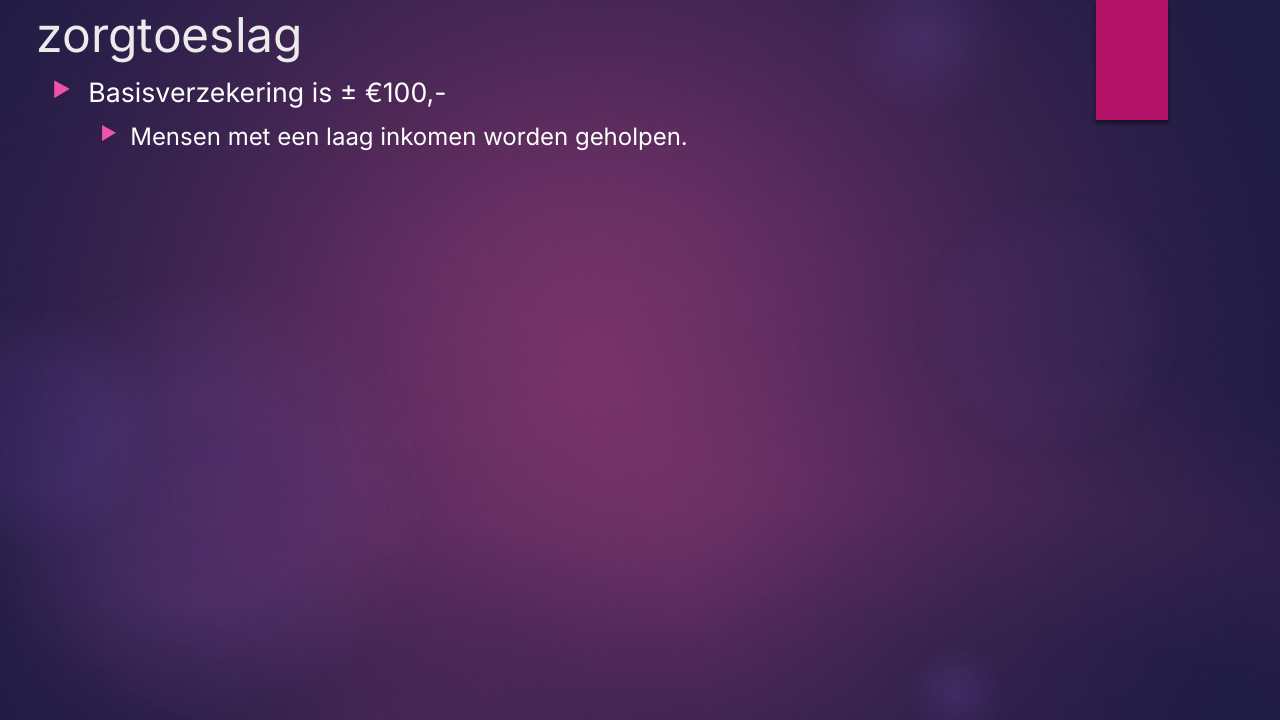 zorgtoeslag
Basisverzekering is ± €100,-
Mensen met een laag inkomen worden geholpen.